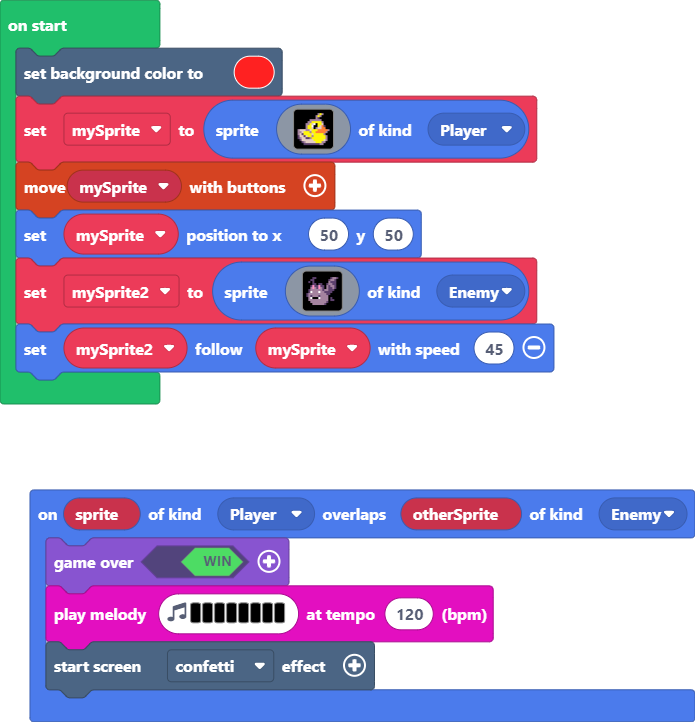 on start
set background color to
set mySprite to sprite of kind Player
move mySprite with buttons
set mySprite position to x 50 y 50
set mySprite2 to sprite of kind Enemy
set mySprite2 follow mySprite with speed 45
on sprite of kind Player overlaps otherSprite of kind Enemy
game over WIN
play melody at tempo 120 (bpm)
start screen confetti effect